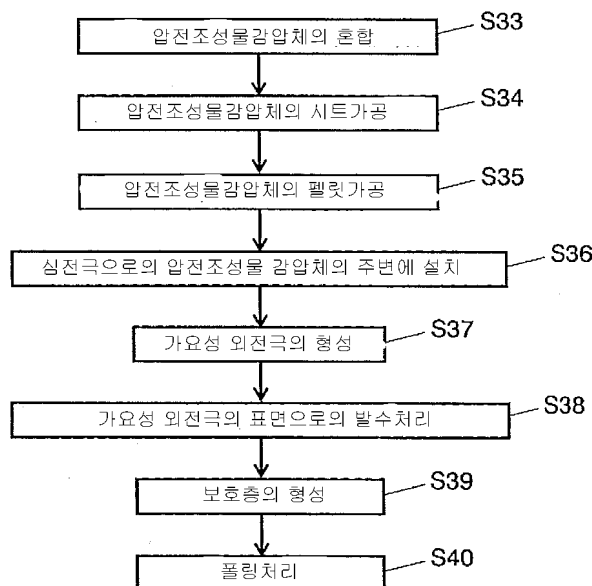 압전조성물감압체의 혼합
S33
압전조성물감압체의 시트가공
S34
압전조성물감압체의 펠릿가공
S35
심전극으로의 압전조성물 감압체의 주변에 설치
S36
가요성 외전극의 형성
S37
가요성 외전극의 표면으로의 발수처리
S38
보호층의 형성
S39
폴링처리
S40